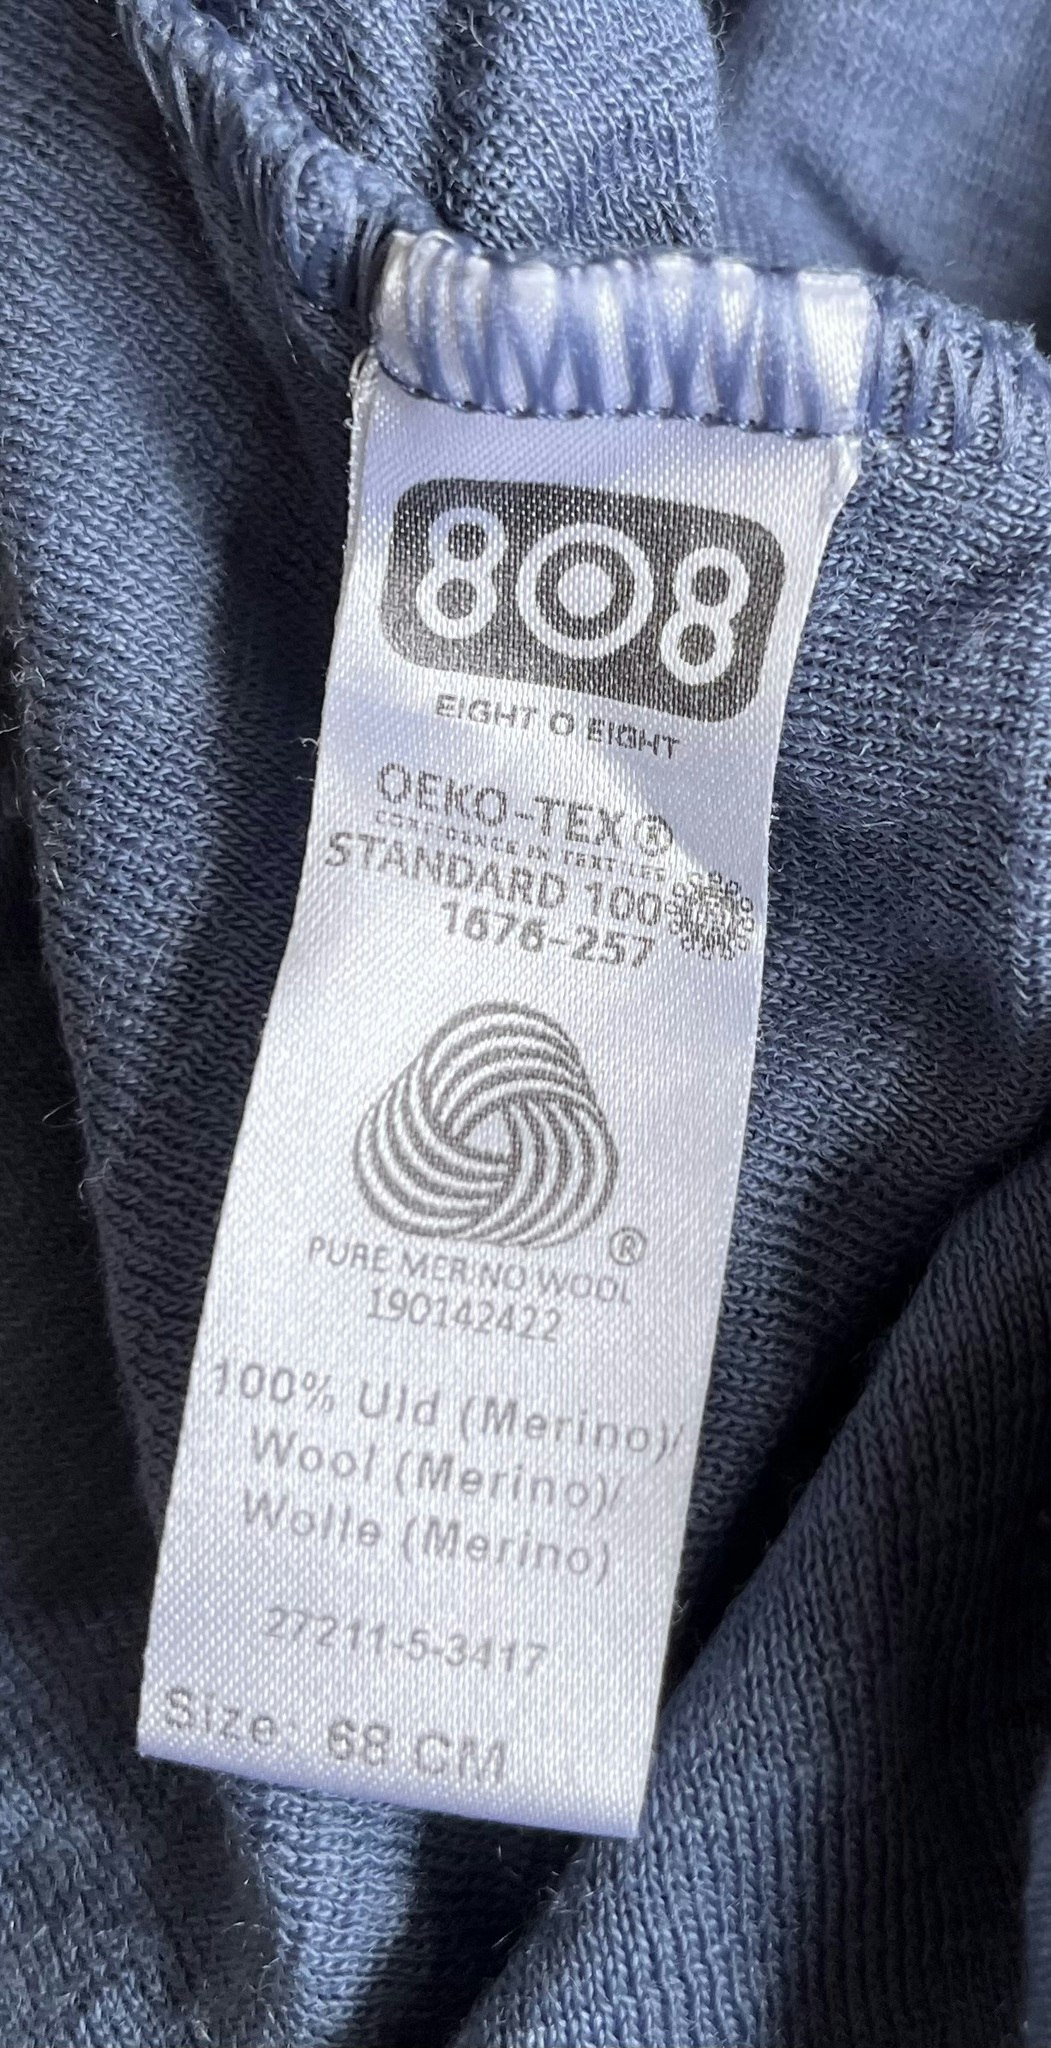 808
EIGHT O EIGHT
OEKO-TEX®
CONFIDENCE IN TEXTILES
STANDARD 100
1676-257
®
PURE MERINO WOOL
190142422
100% Uld (Merino)/
Wool (Merino)/
Wolle (Merino)
27211-5-3417
Size: 68 CM